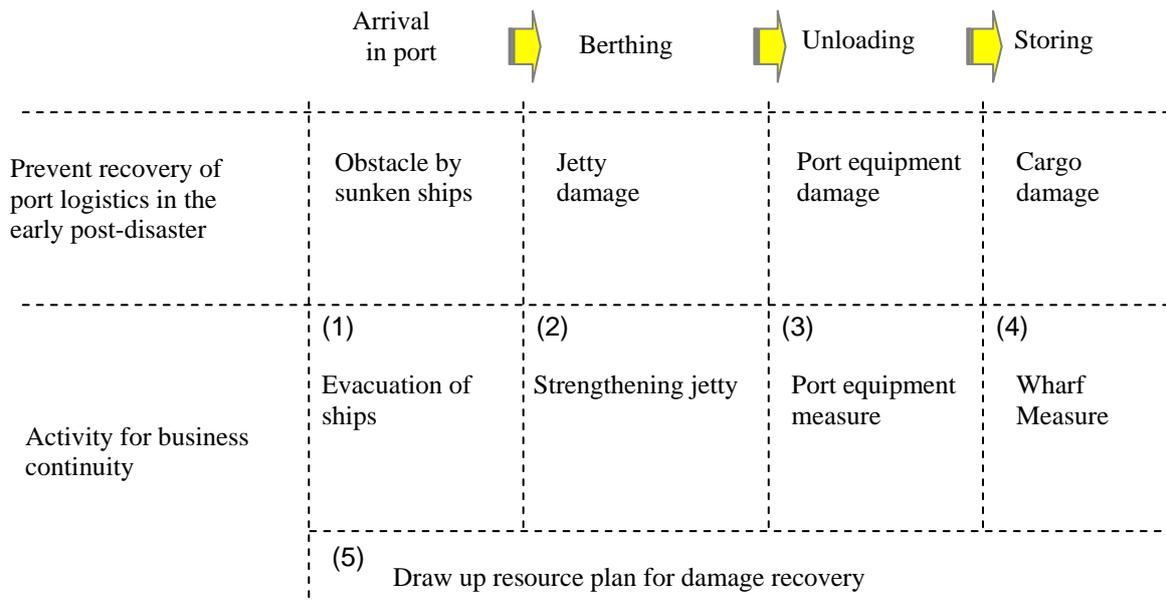 Arrival
in port
Berthing
Unloading
Storing
Prevent recovery of
port logistics in the
early post-disaster
Obstacle by
sunken ships
Jetty
damage
Port equipment
damage
Cargo
damage
Activity for business
continuity
(1)
Evacuation of
ships
(2)
Strengthening jetty
(3)
Port equipment
measure
(4)
Wharf
Measure
(5)
Draw up resource plan for damage recovery